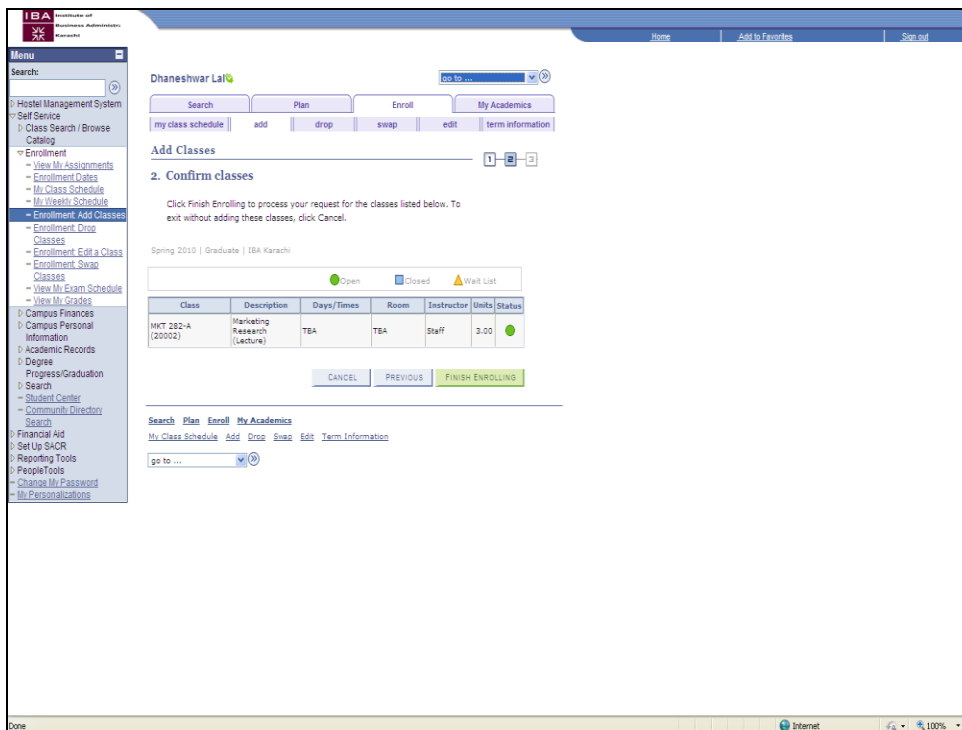 IBA Institute of
Business Administr:
Karachi
Home Add to Favorites Sign out
Menu
Search:
Hostel Management System
Self Service
Class Search / Browse
Catalog
Enrollment
View My Assignments
Enrollment Dates
My Class Schedule
My Weekly Schedule
Enrollment: Add Classes
Enrollment: Drop
Classes
Enrollment: Edit a Class
Enrollment: Swap
Classes
View My Exam Schedule
View My Grades
Campus Finances
Campus Personal
Information
Academic Records
Degree
Progress/Graduation
Search
Student Center
Community Directory
Search
Financial Aid
Set Up SACR
Reporting Tools
PeopleTools
Change My Password
My Personalizations
Dhaneshwar Lal
go to ...
Search Plan Enroll My Academics
my class schedule add drop swap edit term information
Add Classes
1 2 3
2. Confirm classes
Click Finish Enrolling to process your request for the classes listed below. To
exit without adding these classes, click Cancel.
Spring 2010 | Graduate | IBA Karachi
Open Closed Wait List
Class Description Days/Times Room Instructor Units Status
MKT 282-A
(20002) Marketing
Research
(Lecture) TBA TBA Staff 3.00
CANCEL PREVIOUS FINISH ENROLLING
Search Plan Enroll My Academics
My Class Schedule Add Drop Swap Edit Term Information
go to ...
Done Internet 100%